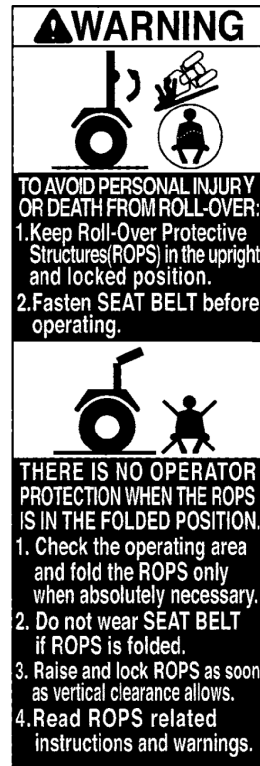 WARNING
TO AVOID PERSONAL INJURY
OR DEATH FROM ROLL-OVER:
1.Keep Roll-Over Protective
Structures(ROPS) in the upright
and locked position.
2.Fasten SEAT BELT before
operating.
THERE IS NO OPERATOR
PROTECTION WHEN THE ROPS
IS IN THE FOLDED POSITION.
1. Check the operating area
and fold the ROPS only
when absolutely necessary.
2. Do not wear SEAT BELT
if ROPS is folded.
3. Raise and lock ROPS as soon
as vertical clearance allows.
4.Read ROPS related
instructions and warnings.